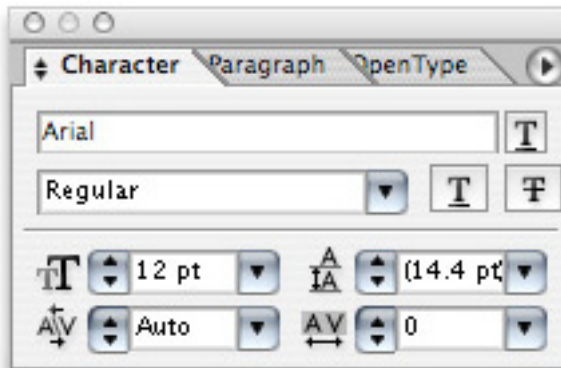 Character Paragraph OpenType
Arial
Regular
12 pt (14.4 pt)
Auto 0